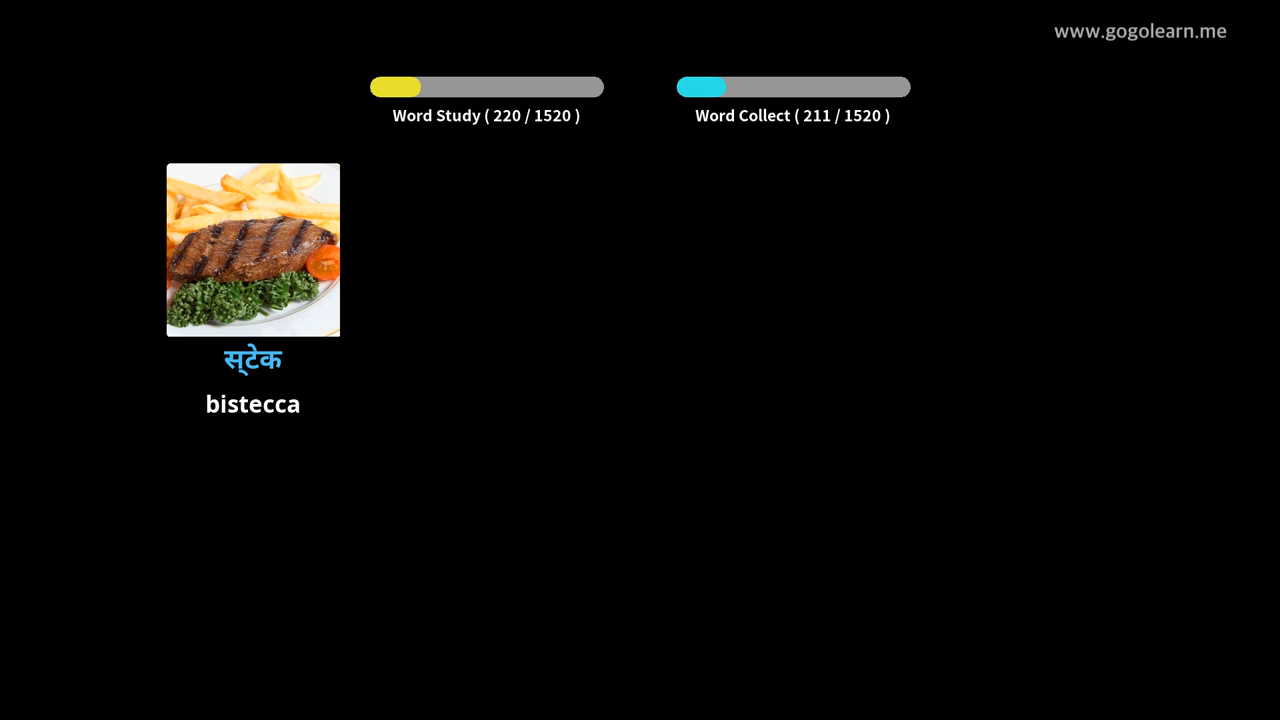 www.gogolearn.me
Word Study ( 220 / 1520 )
Word Collect ( 211 / 1520 )
स्टेक
bistecca